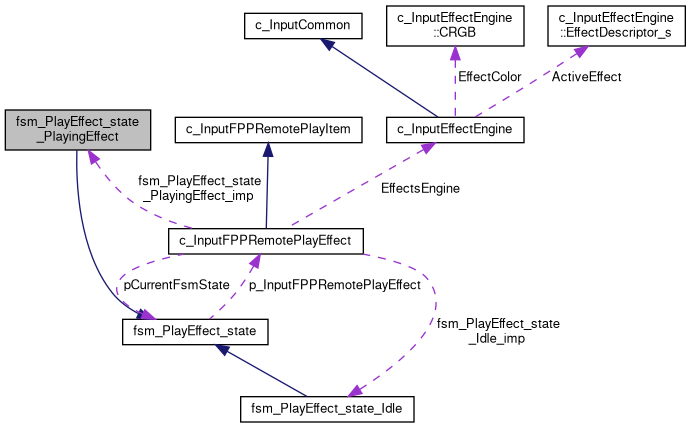 c_InputCommon
c_InputEffectEngine
::CRGB
c_InputEffectEngine
::EffectDescriptor_s
EffectColor
ActiveEffect
fsm_PlayEffect_state
_PlayingEffect
c_InputFPPRemotePlayItem
c_InputEffectEngine
fsm_PlayEffect_state
_PlayingEffect_imp
EffectsEngine
c_InputFPPRemotePlayEffect
pCurrentFsmState
p_InputFPPRemotePlayEffect
fsm_PlayEffect_state
_Idle_imp
fsm_PlayEffect_state
fsm_PlayEffect_state_Idle